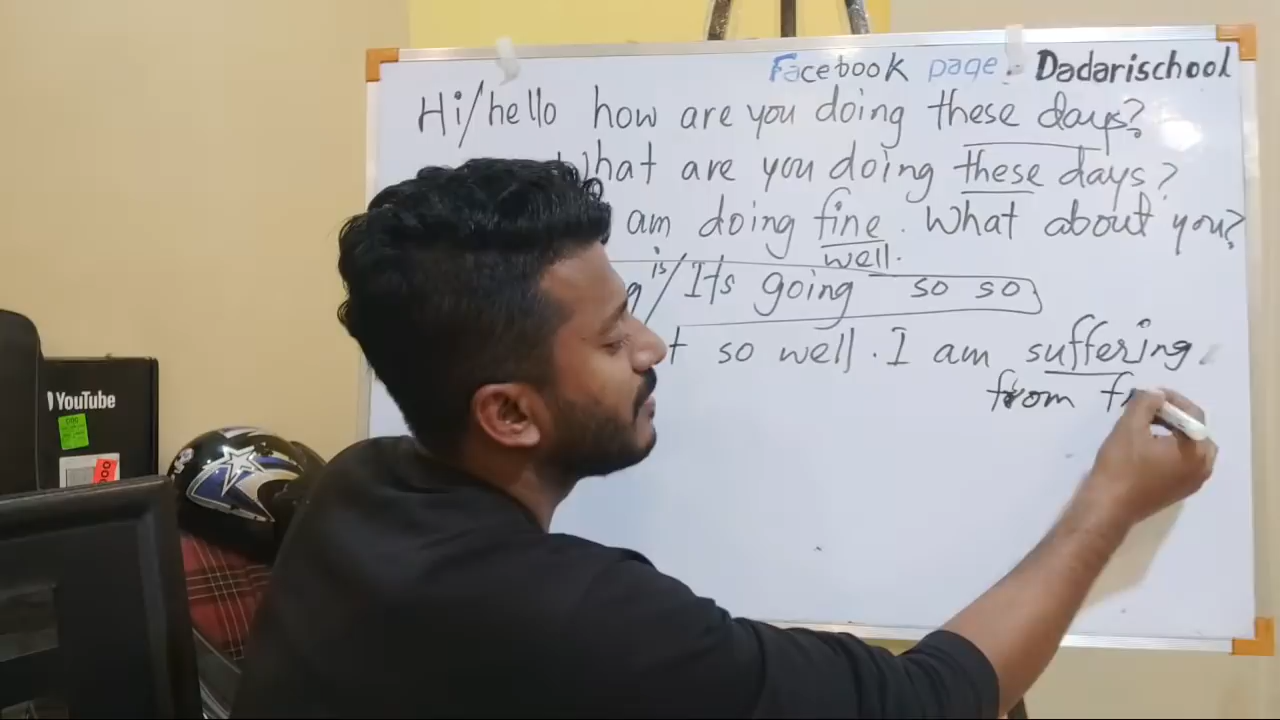 Facebook page: Dadarischool
Hi/hello how are you doing these days?
what are you doing these days?
am doing fine. What about you?
well.
is/Its going so so
so well. I am suffering
from
YouTube